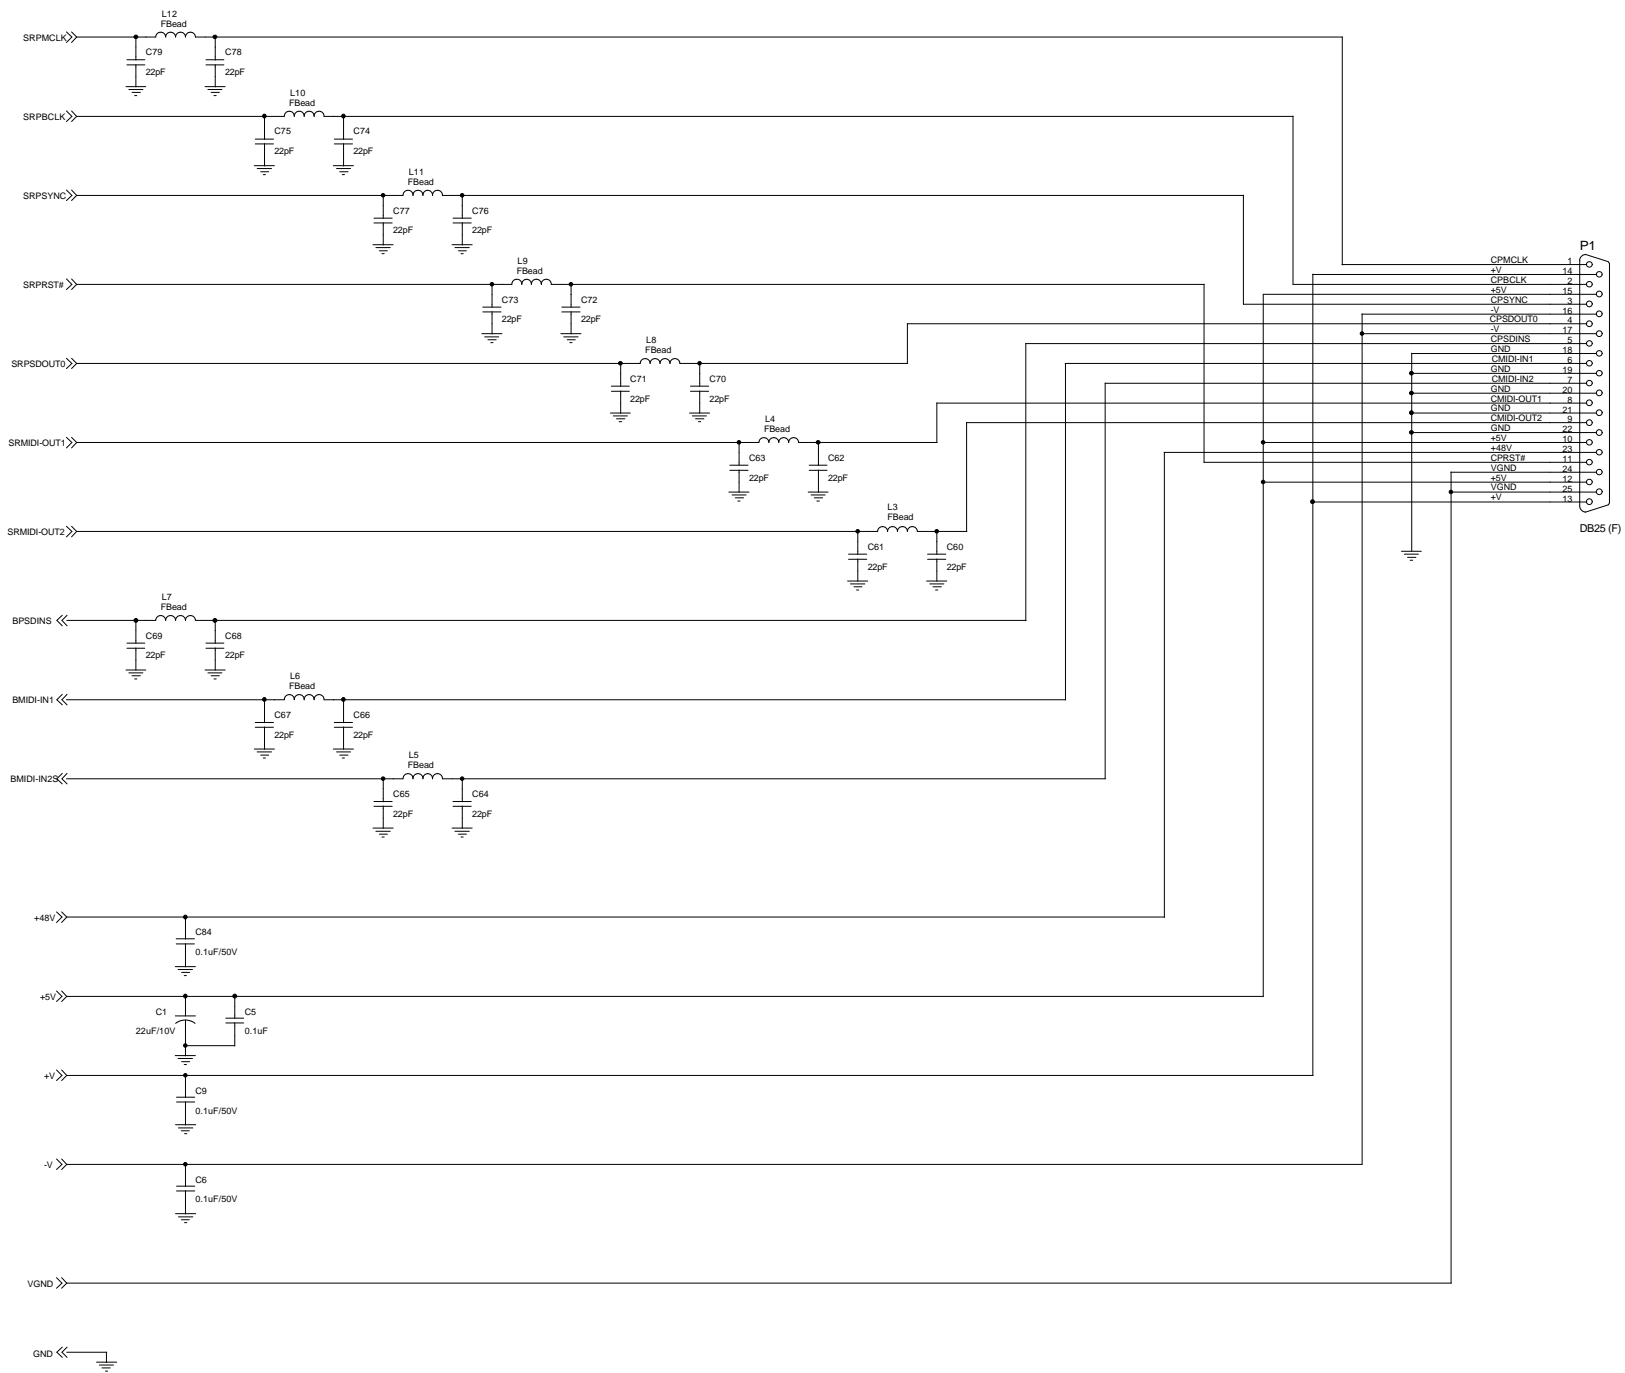 L12
FBead
SRPMCLK
C79
22pF
C78
22pF
L10
FBead
SRPBCLK
C75
22pF
C74
22pF
L11
FBead
SRPSYNC
C77
22pF
C76
22pF
L9
FBead
SRPRST#
C73
22pF
C72
22pF
L8
FBead
SRPSDOUT0
C71
22pF
C70
22pF
L4
FBead
SRMIDI-OUT1
C63
22pF
C62
22pF
L3
FBead
SRMIDI-OUT2
C61
22pF
C60
22pF
L7
FBead
BPSDINS
C69
22pF
C68
22pF
L6
FBead
BMIDI-IN1
C67
22pF
C66
22pF
L5
FBead
BMIDI-IN2S
C65
22pF
C64
22pF
+48V
C84
0.1uF/50V
+5V
C1
22uF/10V
C5
0.1uF
+V
C9
0.1uF/50V
-V
C6
0.1uF/50V
VGND
GND
P1
CPMCLK 1
+V 14
CPBCLK 2
+5V 15
CPSYNC 3
-V 16
CPSDOUT0 4
-V 17
CPSDINS 5
GND 18
CMIDI-IN1 6
GND 19
CMIDI-IN2 7
GND 20
CMIDI-OUT1 8
GND 21
CMIDI-OUT2 9
GND 22
+5V 10
+48V 23
CPRST# 11
VGND 24
+5V 12
VGND 25
+V 13
DB25 (F)